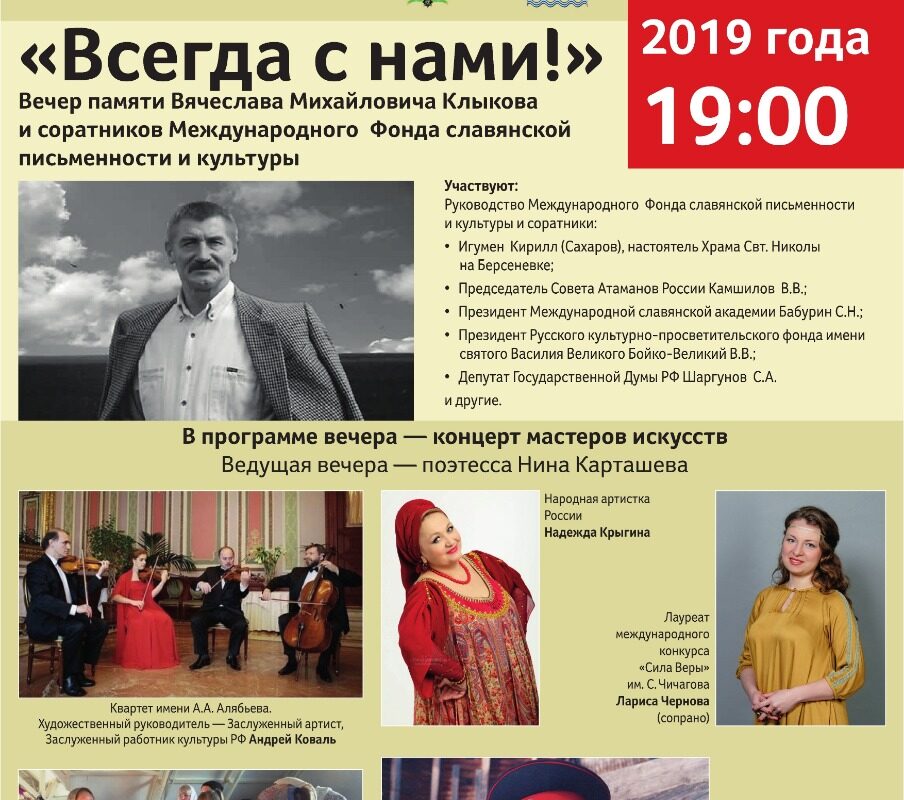 «Всегда с нами!»
Вечер памяти Вячеслава Михайловича Клыкова
и соратников Международного Фонда славянской
письменности и культуры
2019 года
19:00
Участвуют:
Руководство Международного Фонда славянской письменности
и культуры и соратники:
• Игумен Кирилл (Сахаров), настоятель Храма Свт. Николы
на Берсеневке;
• Председатель Совета Атаманов России Камшилов В.В.;
• Президент Международной славянской академии Бабурин С.Н.;
• Президент Русского культурно-просветительского фонда имени
святого Василия Великого Бойко-Великий В.В.;
• Депутат Государственной Думы РФ Шаргунов С.А.
и другие.
В программе вечера — концерт мастеров искусств
Ведущая вечера — поэтесса Нина Карташева
Квартет имени А.А. Алябьева.
Художественный руководитель — Заслуженный артист,
Заслуженный работник культуры РФ Андрей Коваль
Народная артистка
России
Надежда Крыгина
Лауреат
международного
конкурса
«Сила Веры»
им. С. Чичагова
Лариса Чернова
(сопрано)